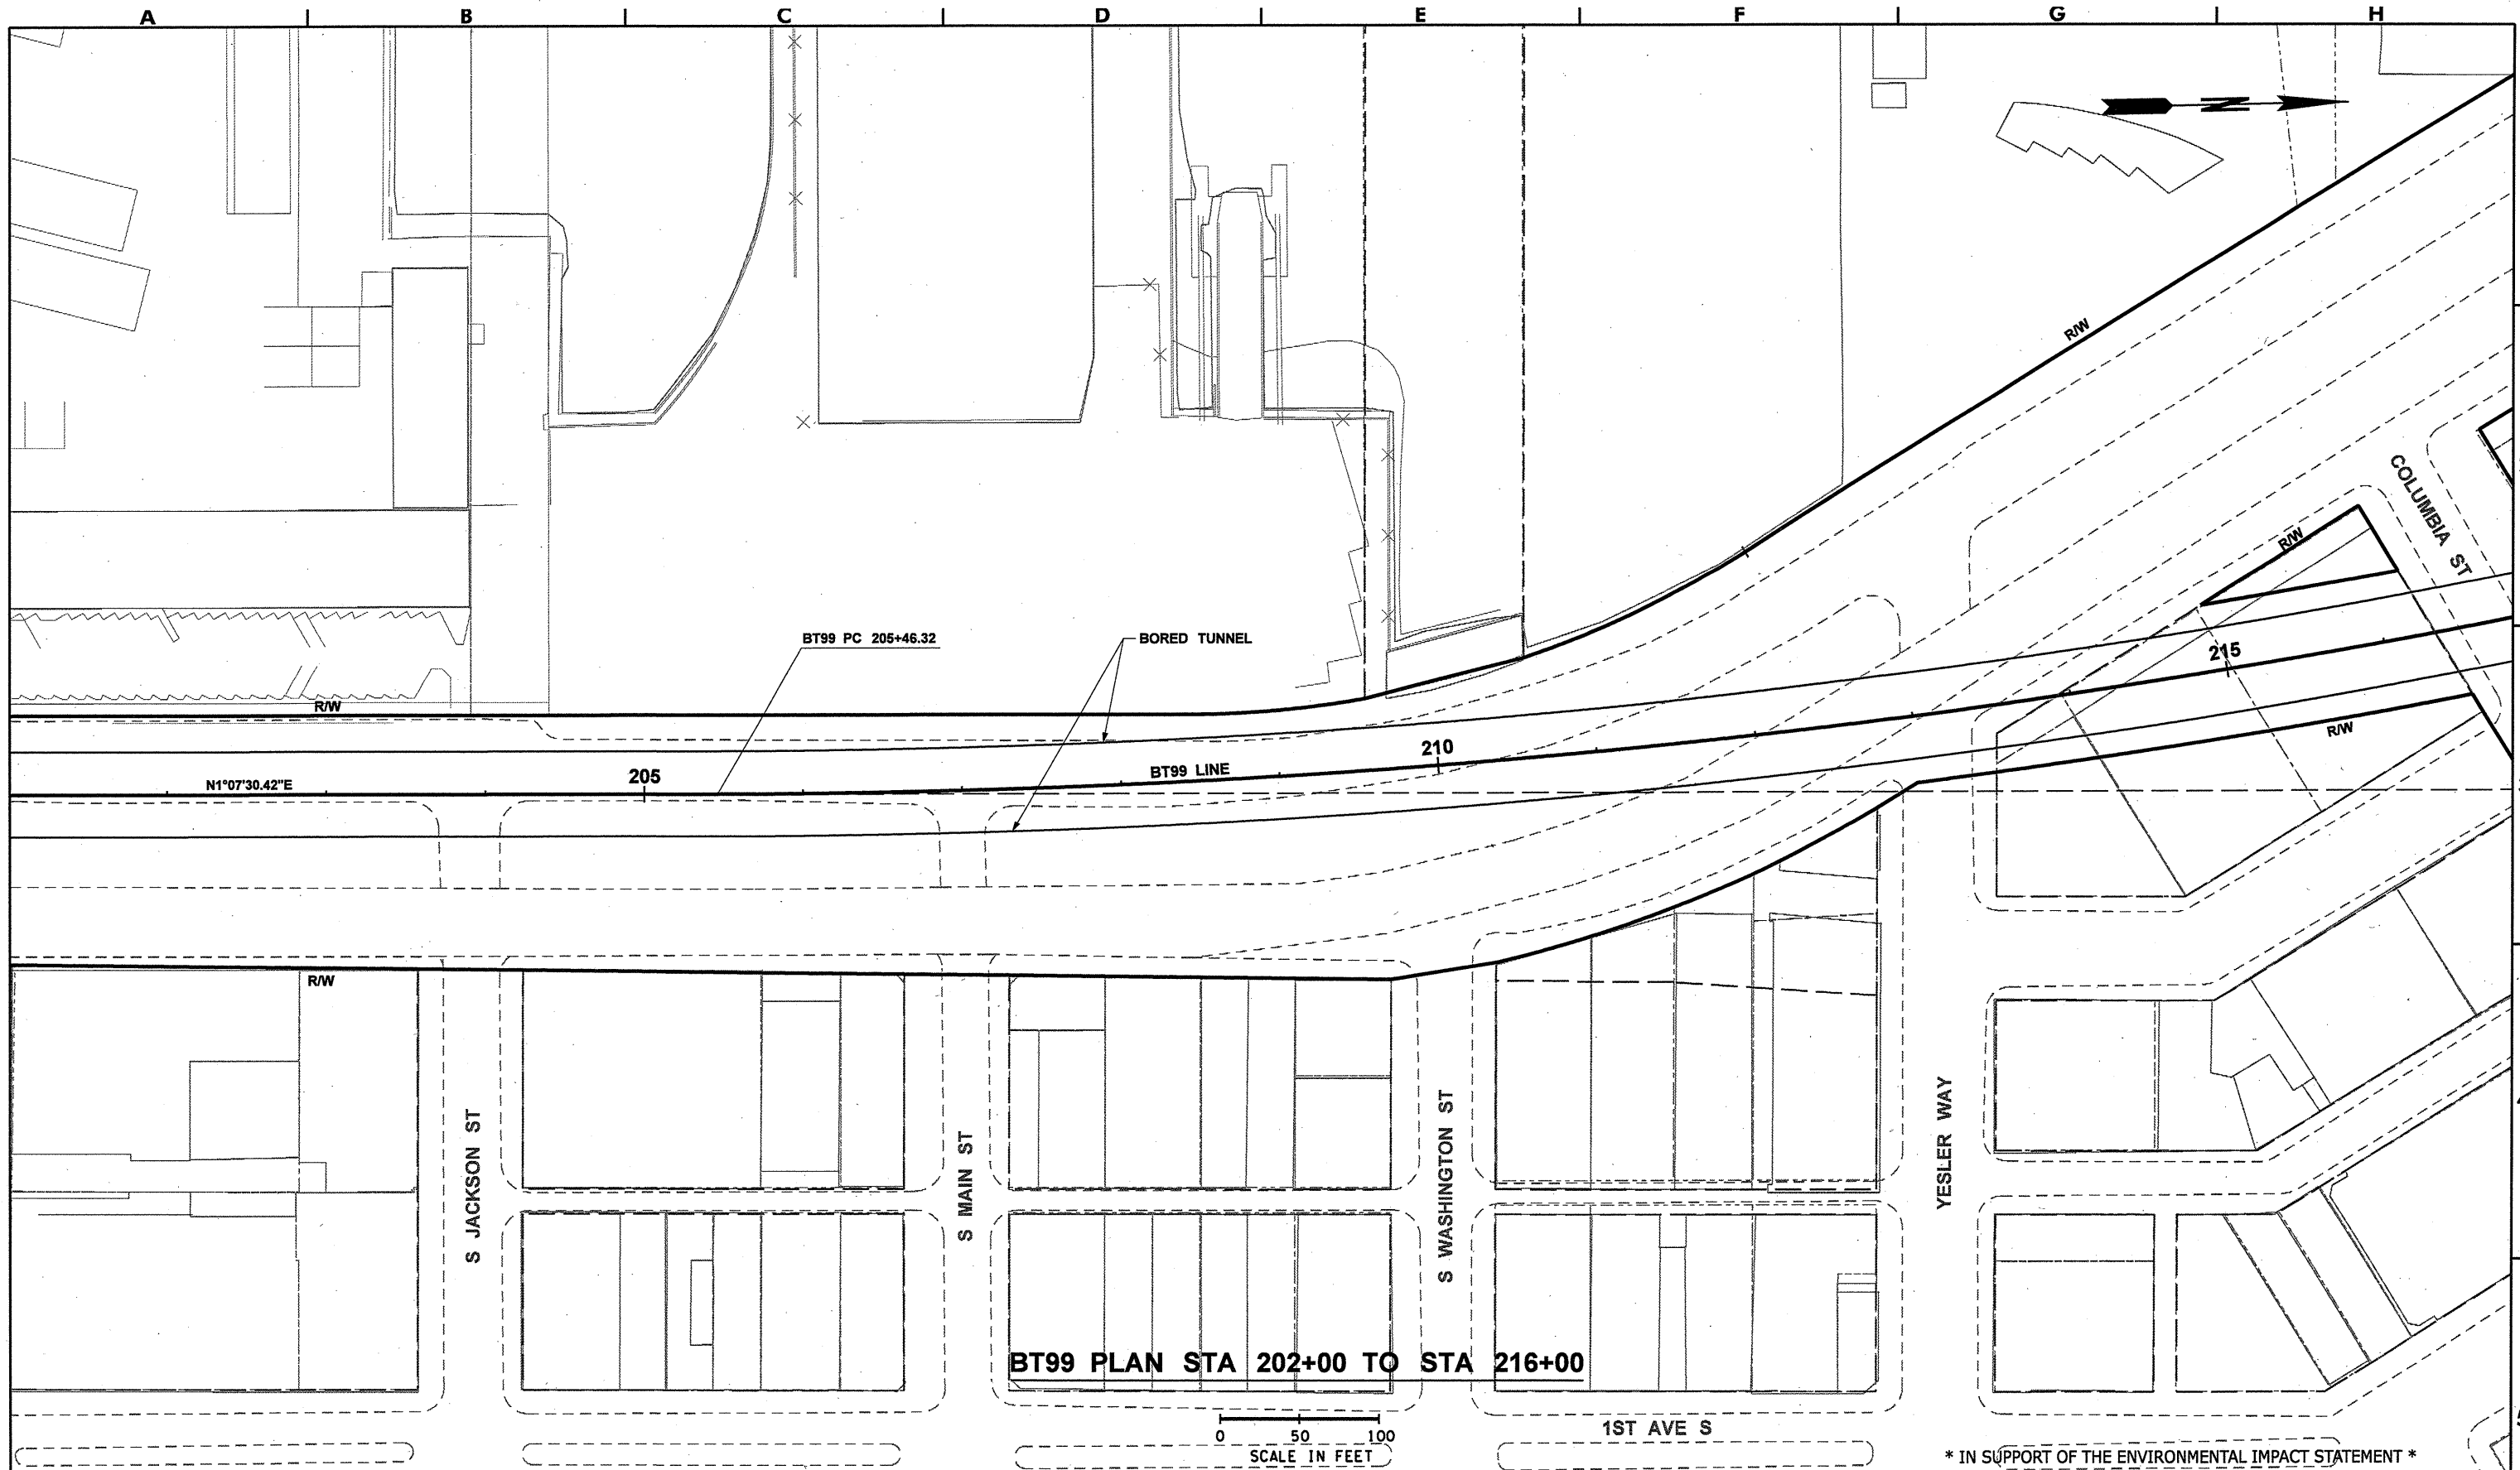 A B C D E F G H
N
R/W
COLUMBIA ST
R/W
BT99 PC 205+46.32
BORED TUNNEL
215
R/W
R/W
210
BT99 LINE
205
N1°07'30.42"E
R/W
S JACKSON ST
S MAIN ST
S WASHINGTON ST
YESLER WAY
BT99 PLAN STA 202+00 TO STA 216+00
0 50 100
SCALE IN FEET
1ST AVE S
* IN SUPPORT OF THE ENVIRONMENTAL IMPACT STATEMENT *